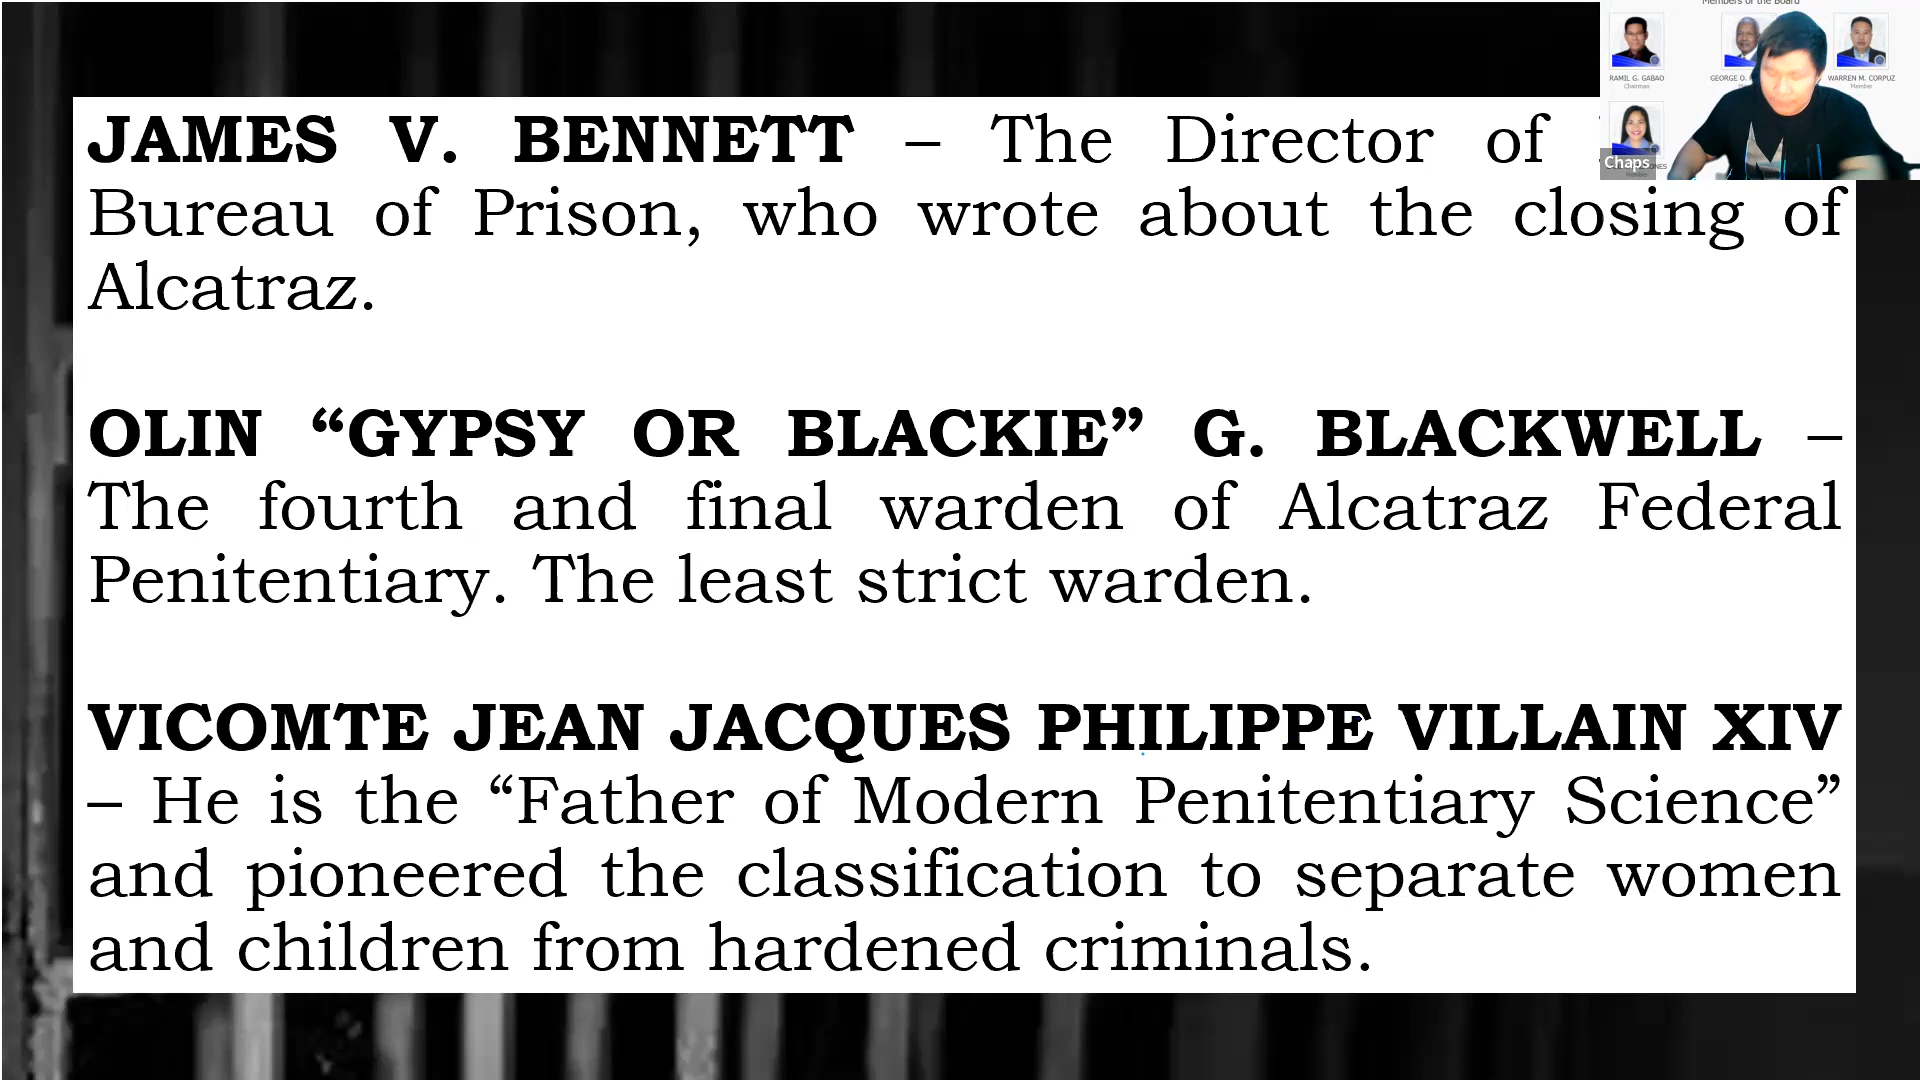 Members of the Board
RAMIL G. GABAO
Chairman
GEORGE O.
WARREN M. CORPUZ
Member
Chaps
Member
JAMES V. BENNETT – The Director of
Bureau of Prison, who wrote about the closing of
Alcatraz.
OLIN “GYPSY OR BLACKIE” G. BLACKWELL –
The fourth and final warden of Alcatraz Federal
Penitentiary. The least strict warden.
VICOMTE JEAN JACQUES PHILIPPE VILLAIN XIV
– He is the “Father of Modern Penitentiary Science”
and pioneered the classification to separate women
and children from hardened criminals.